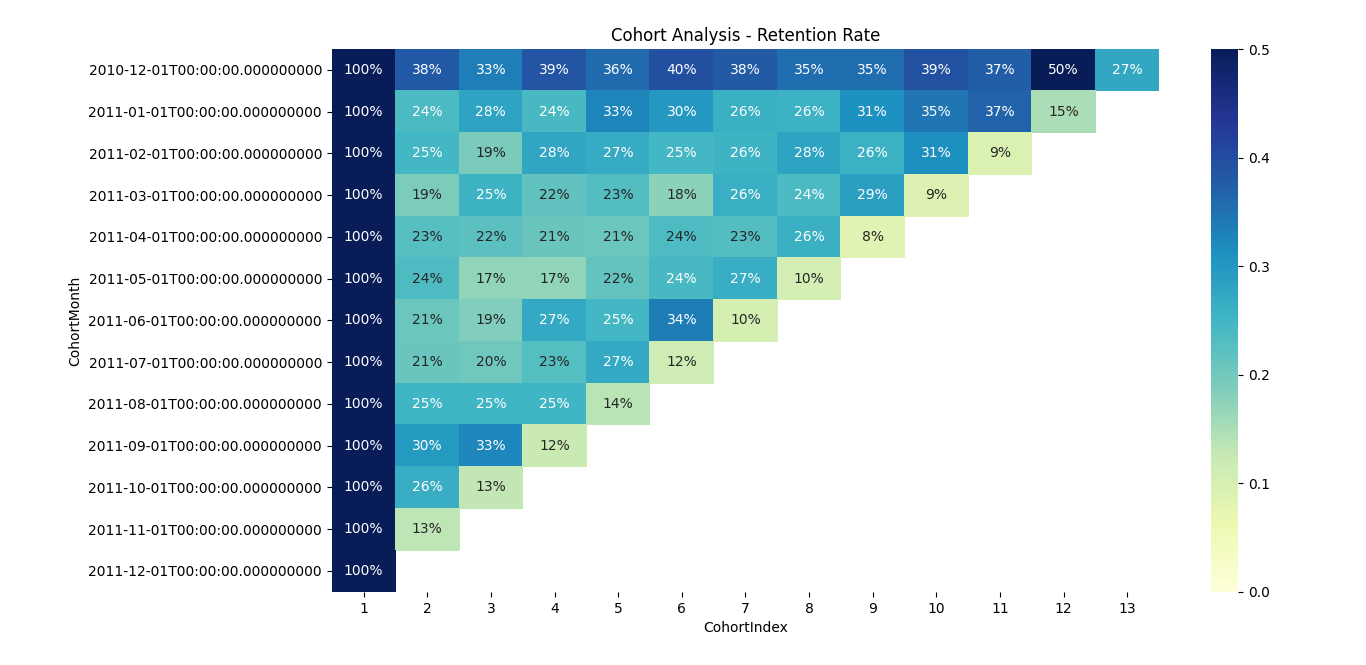 Cohort Analysis - Retention Rate
2010-12-01T00:00:00.000000000 100% 38% 33% 39% 36% 40% 38% 35% 35% 39% 37% 50% 27%
2011-01-01T00:00:00.000000000 100% 24% 28% 24% 33% 30% 26% 26% 31% 35% 37% 15%
2011-02-01T00:00:00.000000000 100% 25% 19% 28% 27% 25% 26% 28% 26% 31% 9%
2011-03-01T00:00:00.000000000 100% 19% 25% 22% 23% 18% 26% 24% 29% 9%
2011-04-01T00:00:00.000000000 100% 23% 22% 21% 21% 24% 23% 26% 8%
2011-05-01T00:00:00.000000000 100% 24% 17% 17% 22% 24% 27% 10%
2011-06-01T00:00:00.000000000 100% 21% 19% 27% 25% 34% 10%
2011-07-01T00:00:00.000000000 100% 21% 20% 23% 27% 12%
2011-08-01T00:00:00.000000000 100% 25% 25% 25% 14%
2011-09-01T00:00:00.000000000 100% 30% 33% 12%
2011-10-01T00:00:00.000000000 100% 26% 13%
2011-11-01T00:00:00.000000000 100% 13%
2011-12-01T00:00:00.000000000 100%
1 2 3 4 5 6 7 8 9 10 11 12 13
CohortIndex
CohortMonth
0.5
0.4
0.3
0.2
0.1
0.0